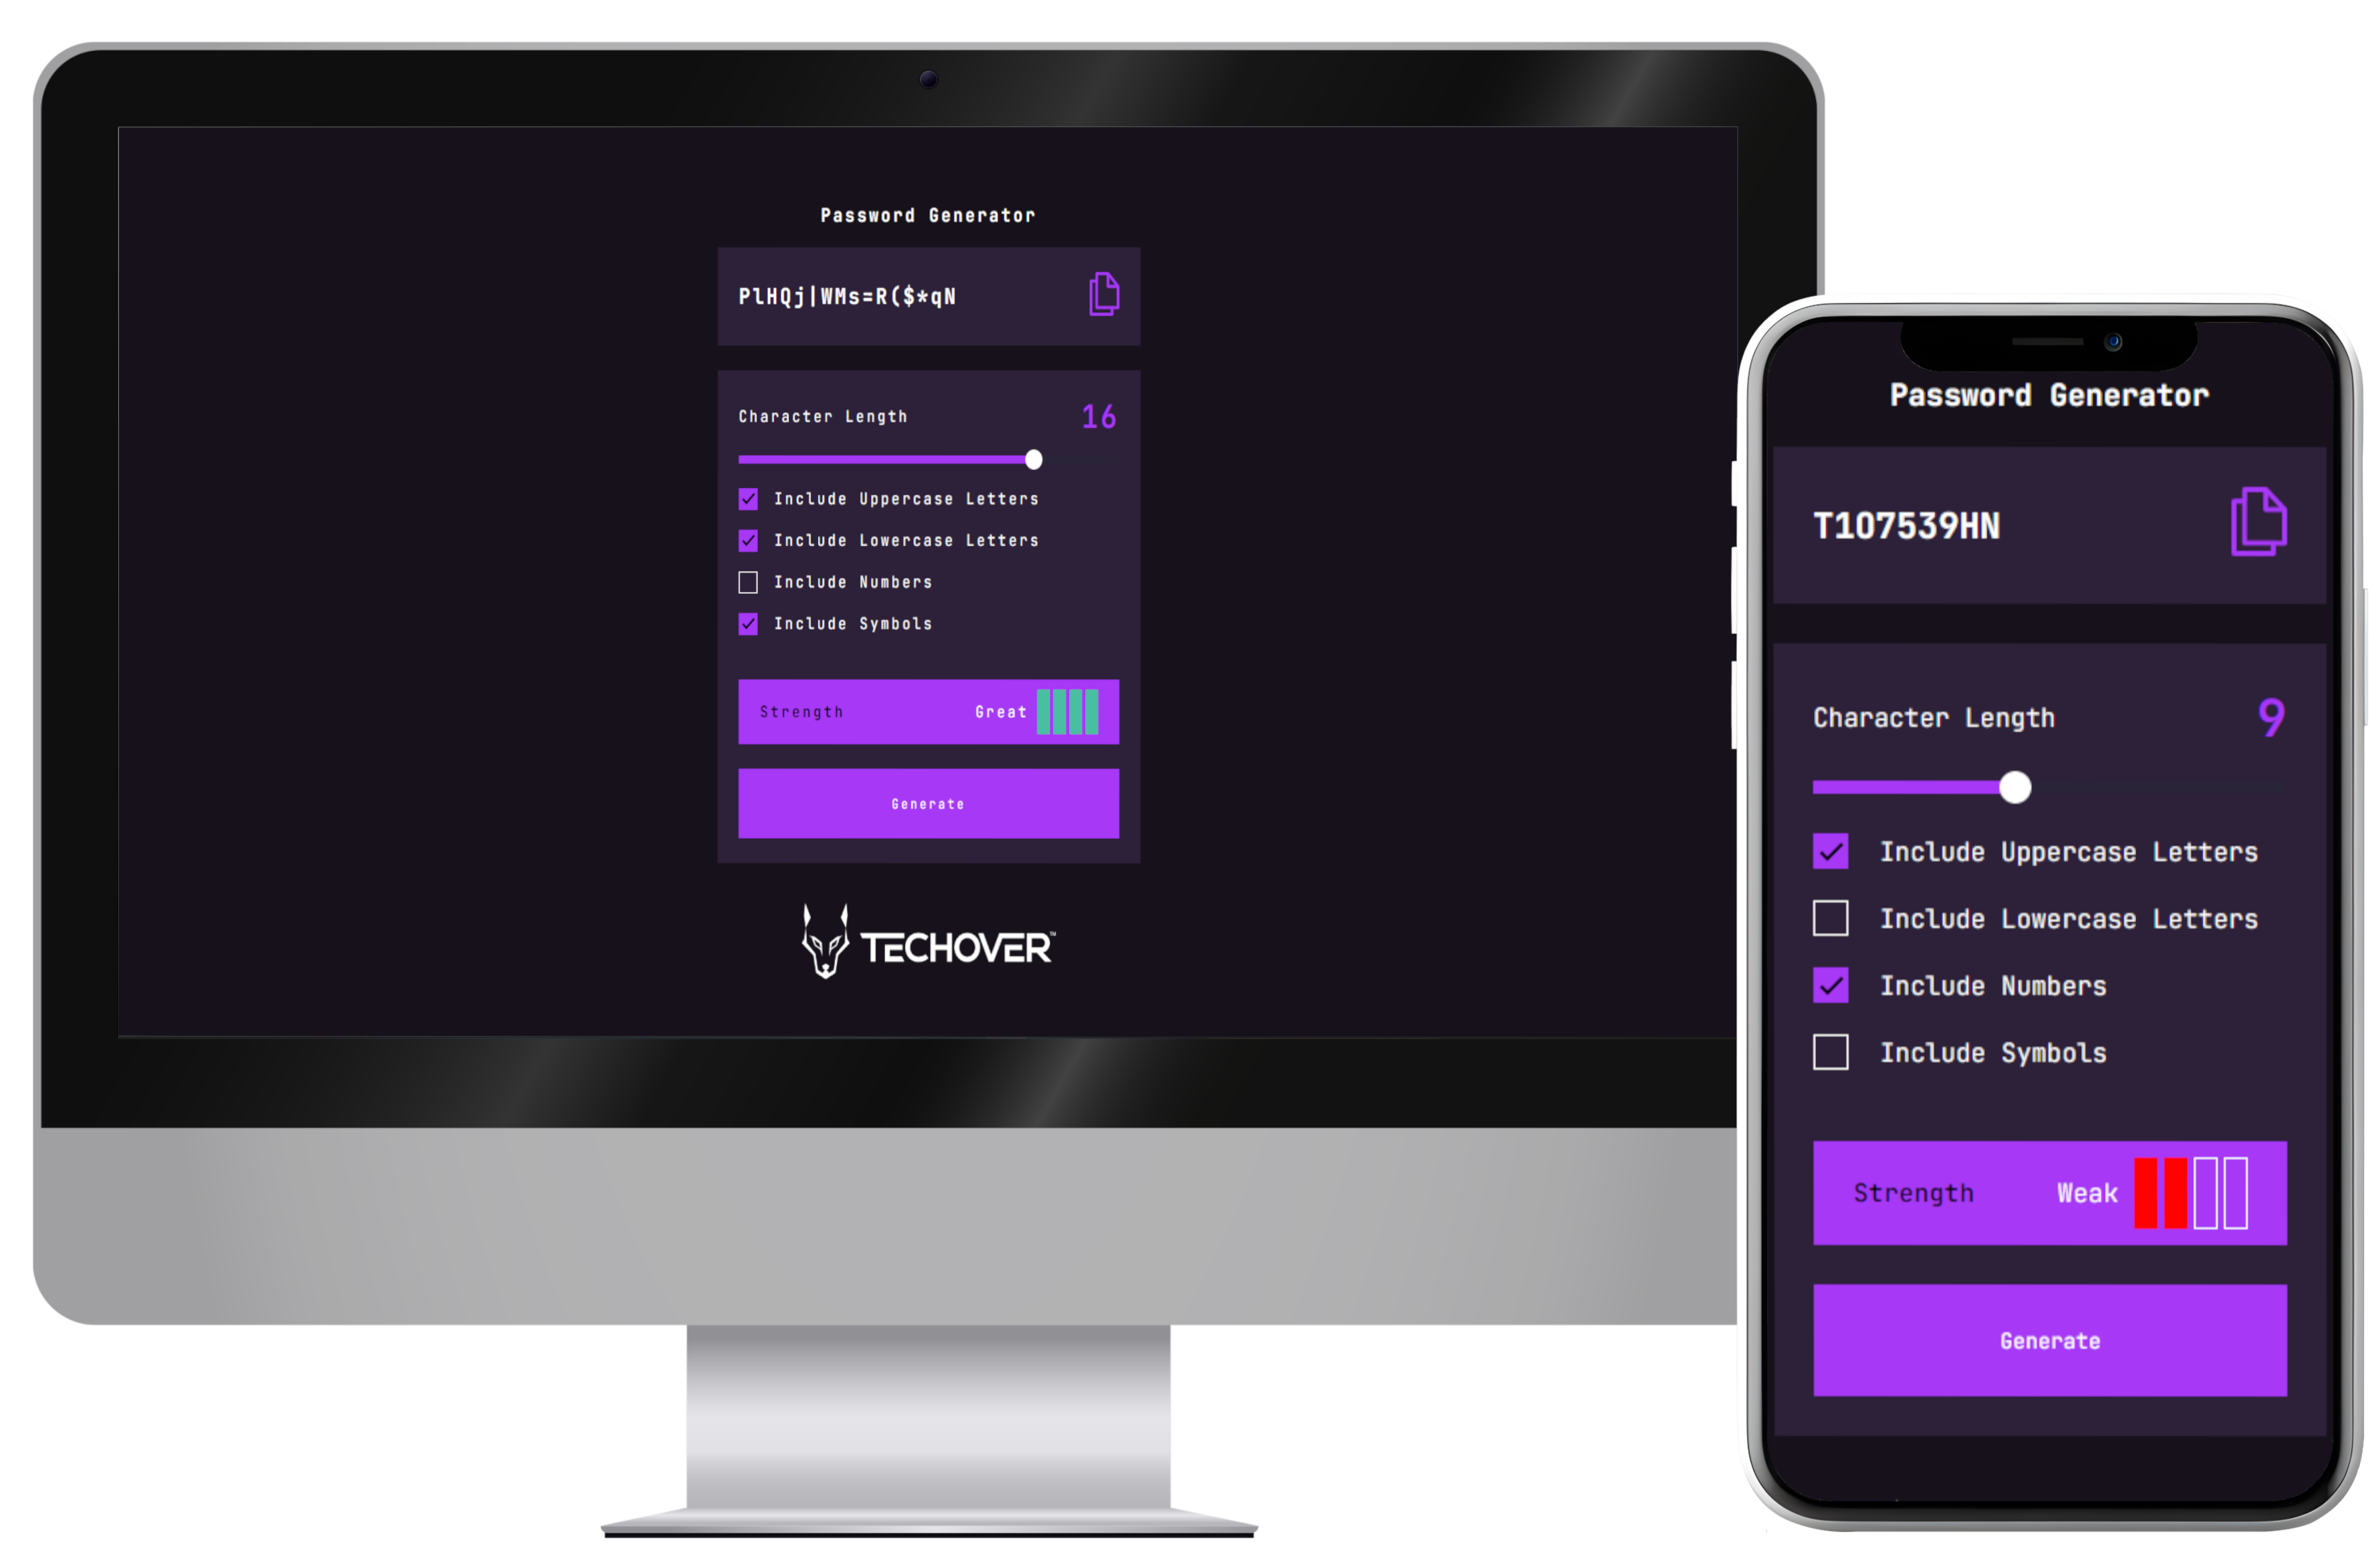 Password Generator
PlHQj|WMs=R($*qN
Character Length 16
Include Uppercase Letters
Include Lowercase Letters
Include Numbers
Include Symbols
Strength Great
Generate
TECHOVER™
Password Generator
T107539HN
Character Length 9
Include Uppercase Letters
Include Lowercase Letters
Include Numbers
Include Symbols
Strength Weak
Generate